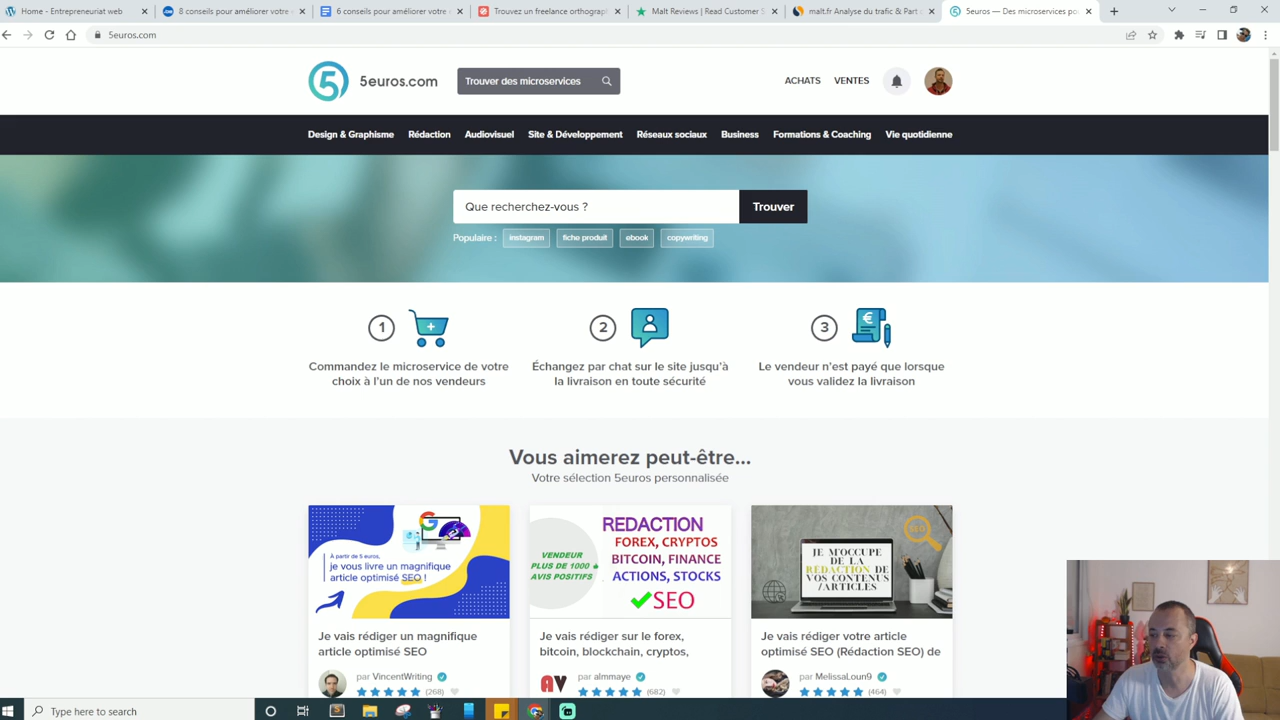 Home - Entrepreneuriat web
8 conseils pour améliorer votre
6 conseils pour améliorer votre
Trouvez un freelance orthograp
Malt Reviews | Read Customer S
malt.fr Analyse du trafic & Part
5euros — Des microservices po
5euros.com
5euros.com
Trouver des microservices
ACHATS
VENTES
Design & Graphisme
Rédaction
Audiovisuel
Site & Développement
Réseaux sociaux
Business
Formations & Coaching
Vie quotidienne
Que recherchez-vous ?
Trouver
Populaire :
instagram
fiche produit
ebook
copywriting
1
Commandez le microservice de votre
choix à l'un de nos vendeurs
2
Échangez par chat sur le site jusqu'à
la livraison en toute sécurité
3
Le vendeur n'est payé que lorsque
vous validez la livraison
Vous aimerez peut-être...
Votre sélection 5euros personnalisée
À partir de 5 euros,
je vous livre un magnifique
article optimisé SEO !
Je vais rédiger un magnifique
article optimisé SEO
par VincentWriting
(268)
REDACTION
FOREX, CRYPTOS
BITCOIN, FINANCE
ACTIONS, STOCKS
SEO
VENDEUR
PLUS DE 1000
AVIS POSITIFS
Je vais rédiger sur le forex,
bitcoin, blockchain, cryptos,
AV
par almmaye
(682)
SEO
JE M'OCCUPE
DE LA
RÉDACTION DE
VOS CONTENUS
/ARTICLES
Je vais rédiger votre article
optimisé SEO (Rédaction SEO) de
par MelissaLoun9
(464)
Type here to search